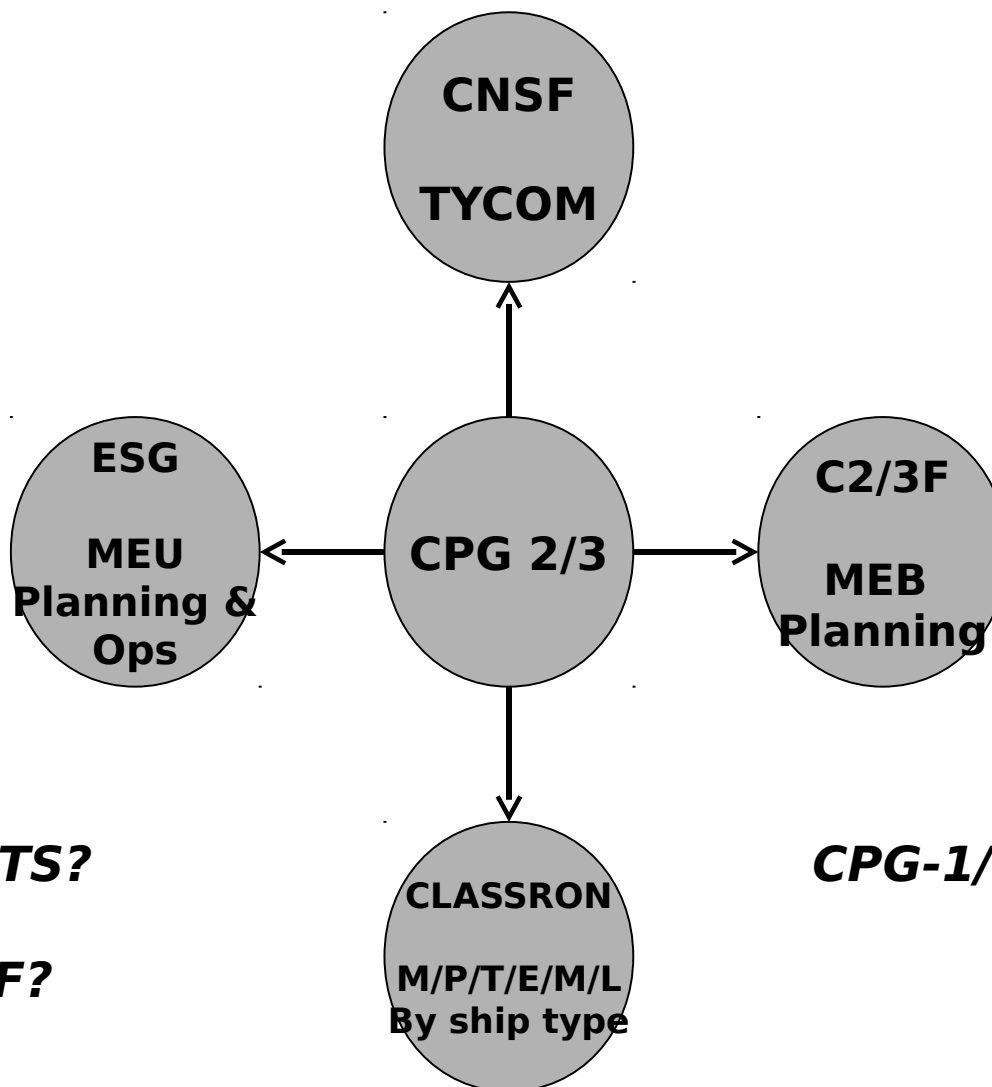 CNSF
TYCOM
ESG
MEU
Planning &
Ops
CPG 2/3
C2/3F
MEB
Planning
TS?
CPG-1/
F?
CLASSRON
M/P/T/E/M/L
By ship type